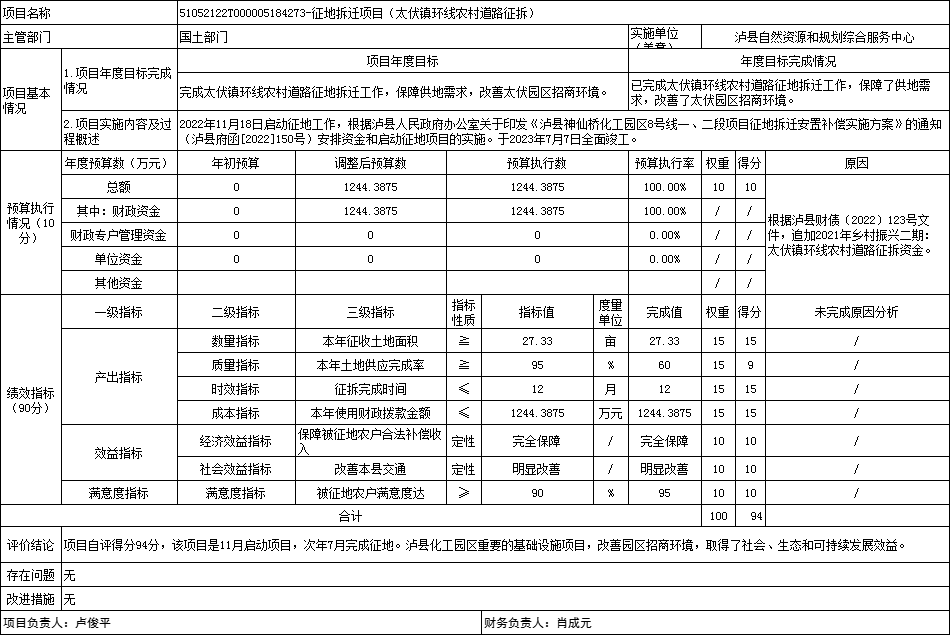 项目名称 51052122T000005184273-征地拆迁项目（太伏镇环线农村道路征拆）
主管部门 国土部门 实施单位（盖章） 泸县自然资源和规划综合服务中心
项目基本情况
1.项目年度目标完成情况
项目年度目标 年度目标完成情况
完成太伏镇环线农村道路征地拆迁工作，保障供地需求，改善太伏园区招商环境。
已完成太伏镇环线农村道路征地拆迁工作，保障了供地需求，改善了太伏园区招商环境。
2.项目实施内容及过程概述
2022年11月18日启动征地工作，根据泸县人民政府办公室关于印发《泸县神仙桥化工园区8号线一、二段项目征地拆迁安置补偿实施方案》的通知
（泸县府函[2022]150号）安排资金和启动征地项目的实施。于2023年7月7日全面竣工。
预算执行情况（10分）
年度预算数（万元） 年初预算 调整后预算数 预算执行数 预算执行率 权重 得分 原因
总额 0 1244.3875 1244.3875 100.00% 10 10
其中：财政资金 0 1244.3875 1244.3875 100.00% / /
财政专户管理资金 0 0 0 0.00% / /
单位资金 0 0 0 0.00% / /
其他资金 / /
根据泸县财债（2022）123号文件，追加2021年乡村振兴二期：太伏镇环线农村道路征拆资金。
绩效指标（90分）
一级指标 二级指标 三级指标 指标性质 指标值 度量单位 完成值 权重 得分 未完成原因分析
产出指标
数量指标 本年征收土地面积 ≧ 27.33 亩 27.33 15 15 /
质量指标 本年土地供应完成率 ≧ 95 % 60 15 9 /
时效指标 征拆完成时间 ≤ 12 月 12 15 15 /
成本指标 本年使用财政拨款金额 ≤ 1244.3875 万元 1244.3875 15 15 /
效益指标
经济效益指标 保障被征地农户合法补偿收入 定性 完全保障 / 完全保障 10 10 /
社会效益指标 改善本县交通 定性 明显改善 / 明显改善 10 10 /
满意度指标 满意度指标 被征地农户满意度达 ≥ 90 % 95 10 10 /
合计 100 94
评价结论 项目自评得分94分，该项目是11月启动项目，次年7月完成征地。泸县化工园区重要的基础设施项目，改善园区招商环境，取得了社会、生态和可持续发展效益。
存在问题 无
改进措施 无
项目负责人：卢俊平 财务负责人：肖成元